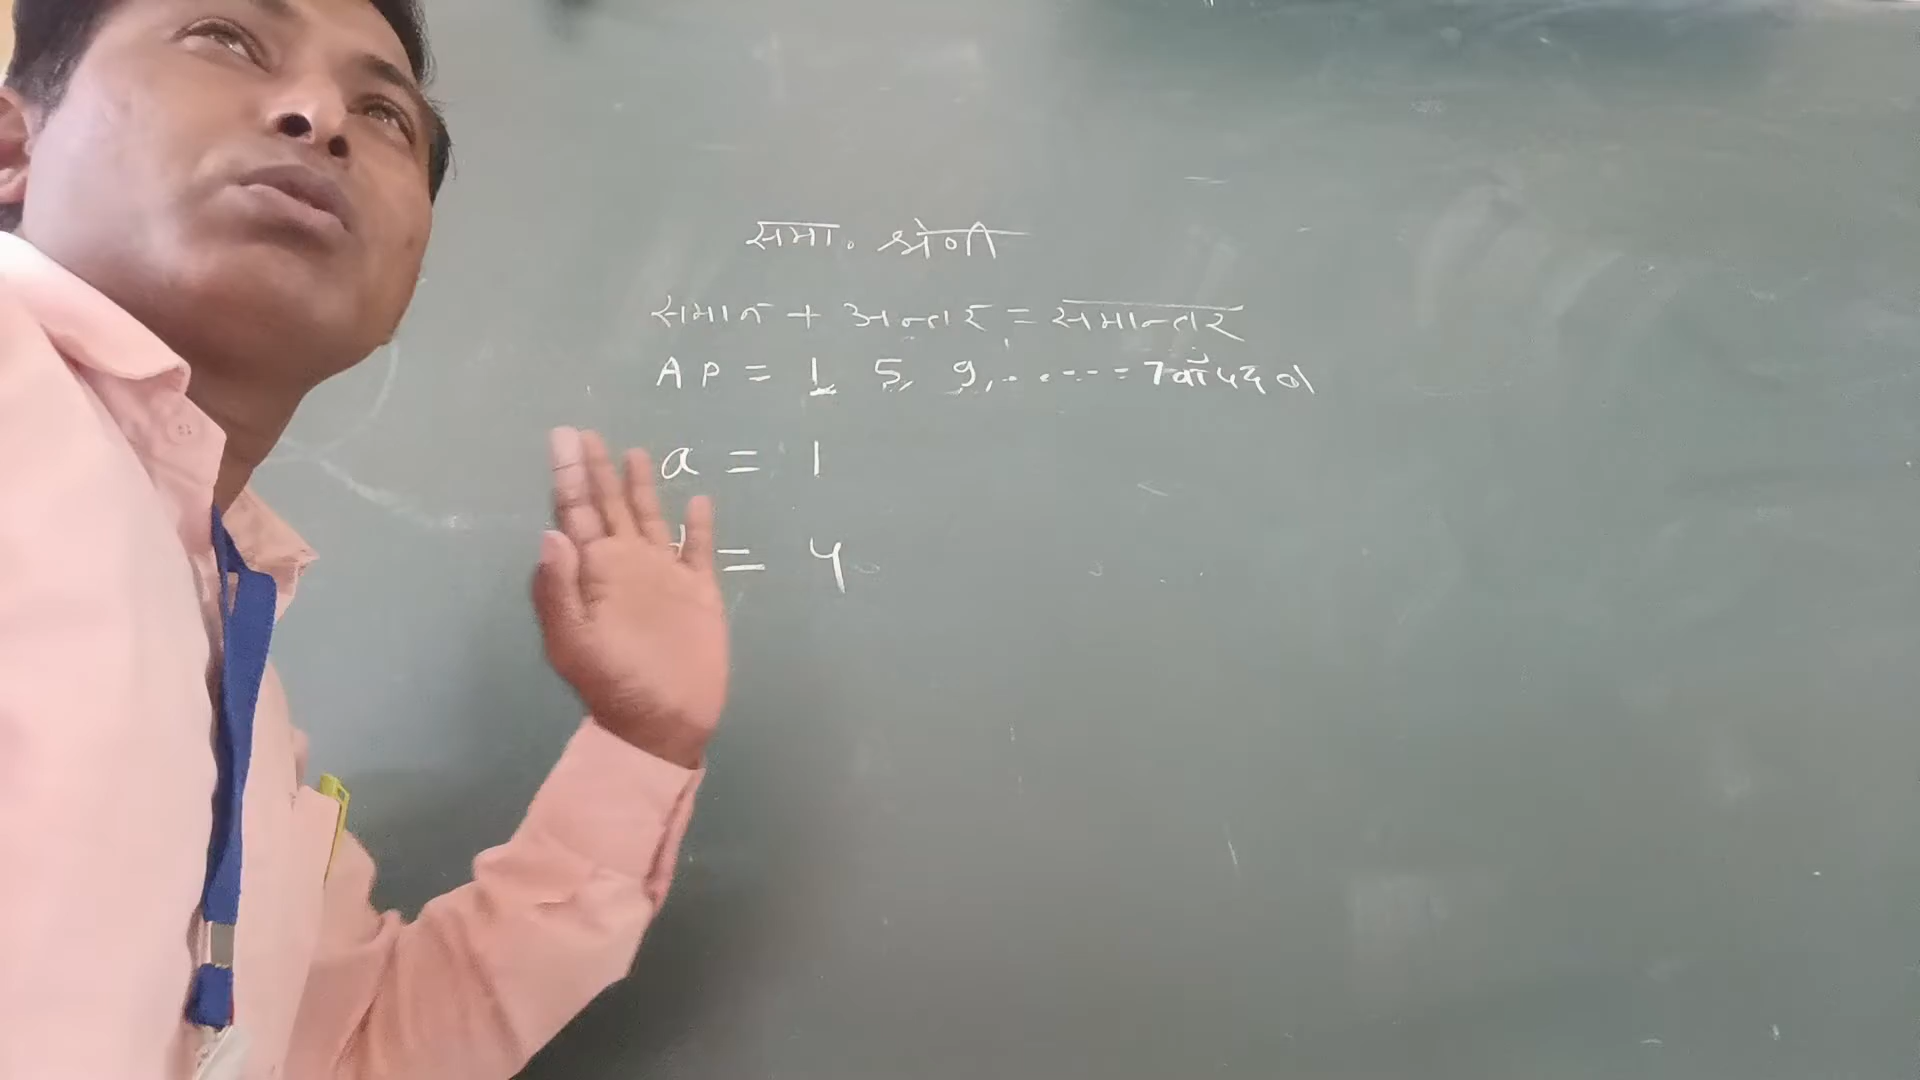 समा. श्रेणी
समान + अन्तर = समान्तर
AP = 1 5, 9, ....... = 7वाँ पद
a = 1
d = 4